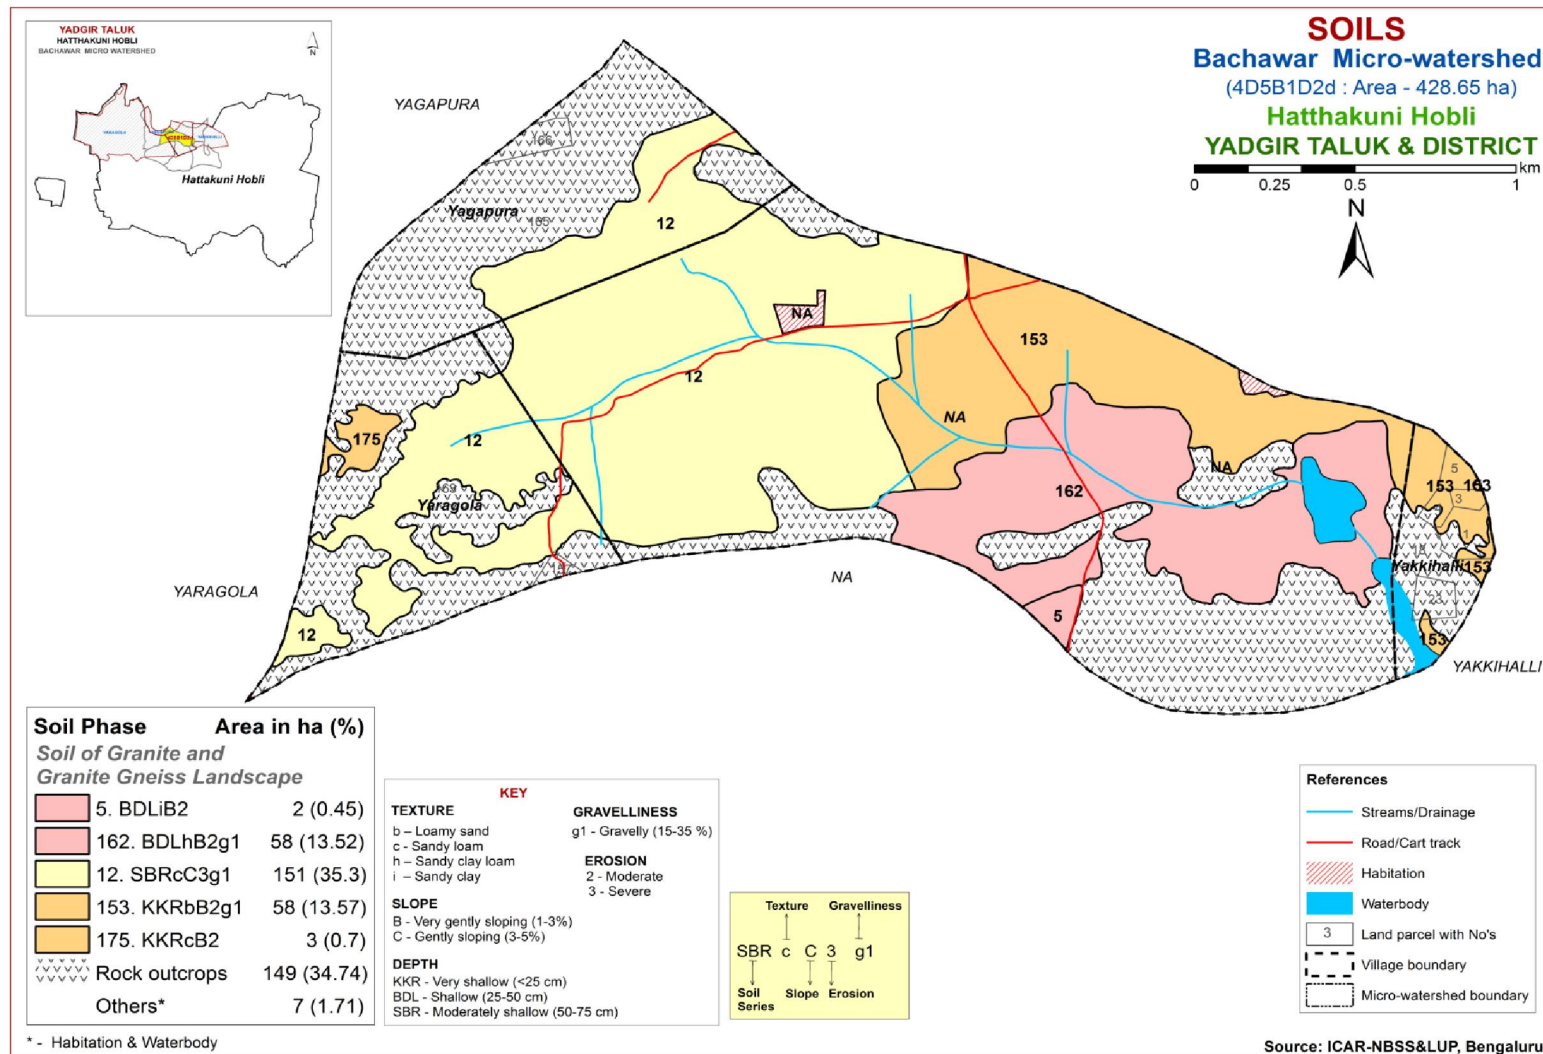 YADGIR TALUK
HATTHAKUNI HOBLI
BACHAWAR MICRO WATERSHED
N
YARAGOLA
Hattakuni Hobli
SOILS
Bachawar Micro-watershed
(4D5B1D2d : Area - 428.65 ha)
Hatthakuni Hobli
YADGIR TALUK & DISTRICT
km
0 0.25 0.5 1
N
YAGAPURA
166
Yagapura
165
12
NA
153
12
NA
175
12
Yaragola
NA
162
5
153 163
3
1
Yakkihalli
153
23
153
YARAGOLA
NA
12
5
YAKKIHALLI
Soil Phase Area in ha (%)
Soil of Granite and
Granite Gneiss Landscape
5. BDLiB2 2 (0.45)
162. BDLhB2g1 58 (13.52)
12. SBRcC3g1 151 (35.3)
153. KKRbB2g1 58 (13.57)
175. KKRcB2 3 (0.7)
Rock outcrops 149 (34.74)
Others* 7 (1.71)
* - Habitation & Waterbody
KEY
TEXTURE
b – Loamy sand
c - Sandy loam
h – Sandy clay loam
i – Sandy clay
SLOPE
B - Very gently sloping (1-3%)
C - Gently sloping (3-5%)
DEPTH
KKR - Very shallow (<25 cm)
BDL - Shallow (25-50 cm)
SBR - Moderately shallow (50-75 cm)
GRAVELLINESS
g1 - Gravelly (15-35 %)
EROSION
2 - Moderate
3 - Severe
Texture Gravelliness
SBR c C 3 g1
Soil Series Slope Erosion
References
Streams/Drainage
Road/Cart track
Habitation
Waterbody
3 Land parcel with No's
Village boundary
Micro-watershed boundary
Source: ICAR-NBSS&LUP, Bengaluru